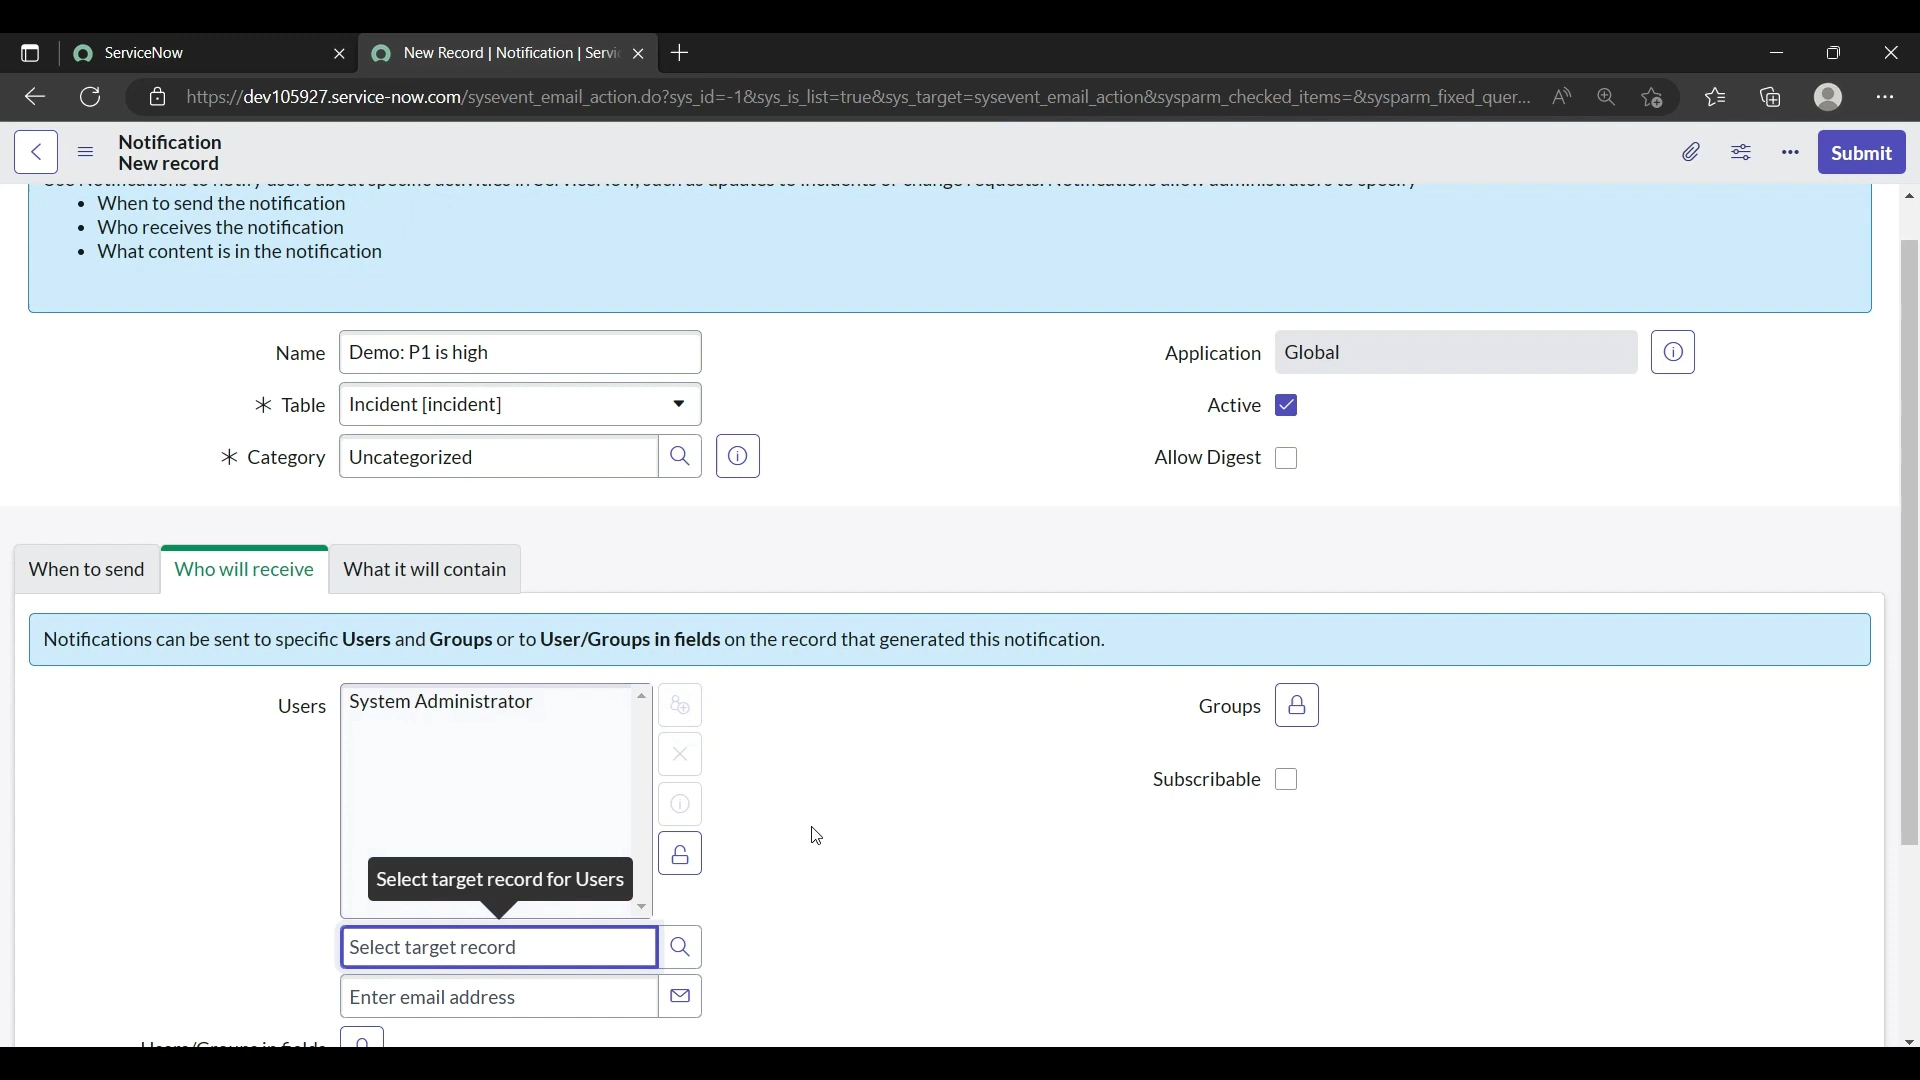 ServiceNow
New Record | Notification | Servi
https://dev105927.service-now.com/sysevent_email_action.do?sys_id=-1&sys_is_list=true&sys_target=sysevent_email_action&sysparm_checked_items=&sysparm_fixed_quer...
Notification
New record
Submit
When to send the notification
Who receives the notification
What content is in the notification
Name
Demo: P1 is high
Application
Global
Table
Incident [incident]
Active
Category
Uncategorized
Allow Digest
When to send
Who will receive
What it will contain
Notifications can be sent to specific Users and Groups or to User/Groups in fields on the record that generated this notification.
Users
System Administrator
Groups
Subscribable
Select target record for Users
Select target record
Enter email address